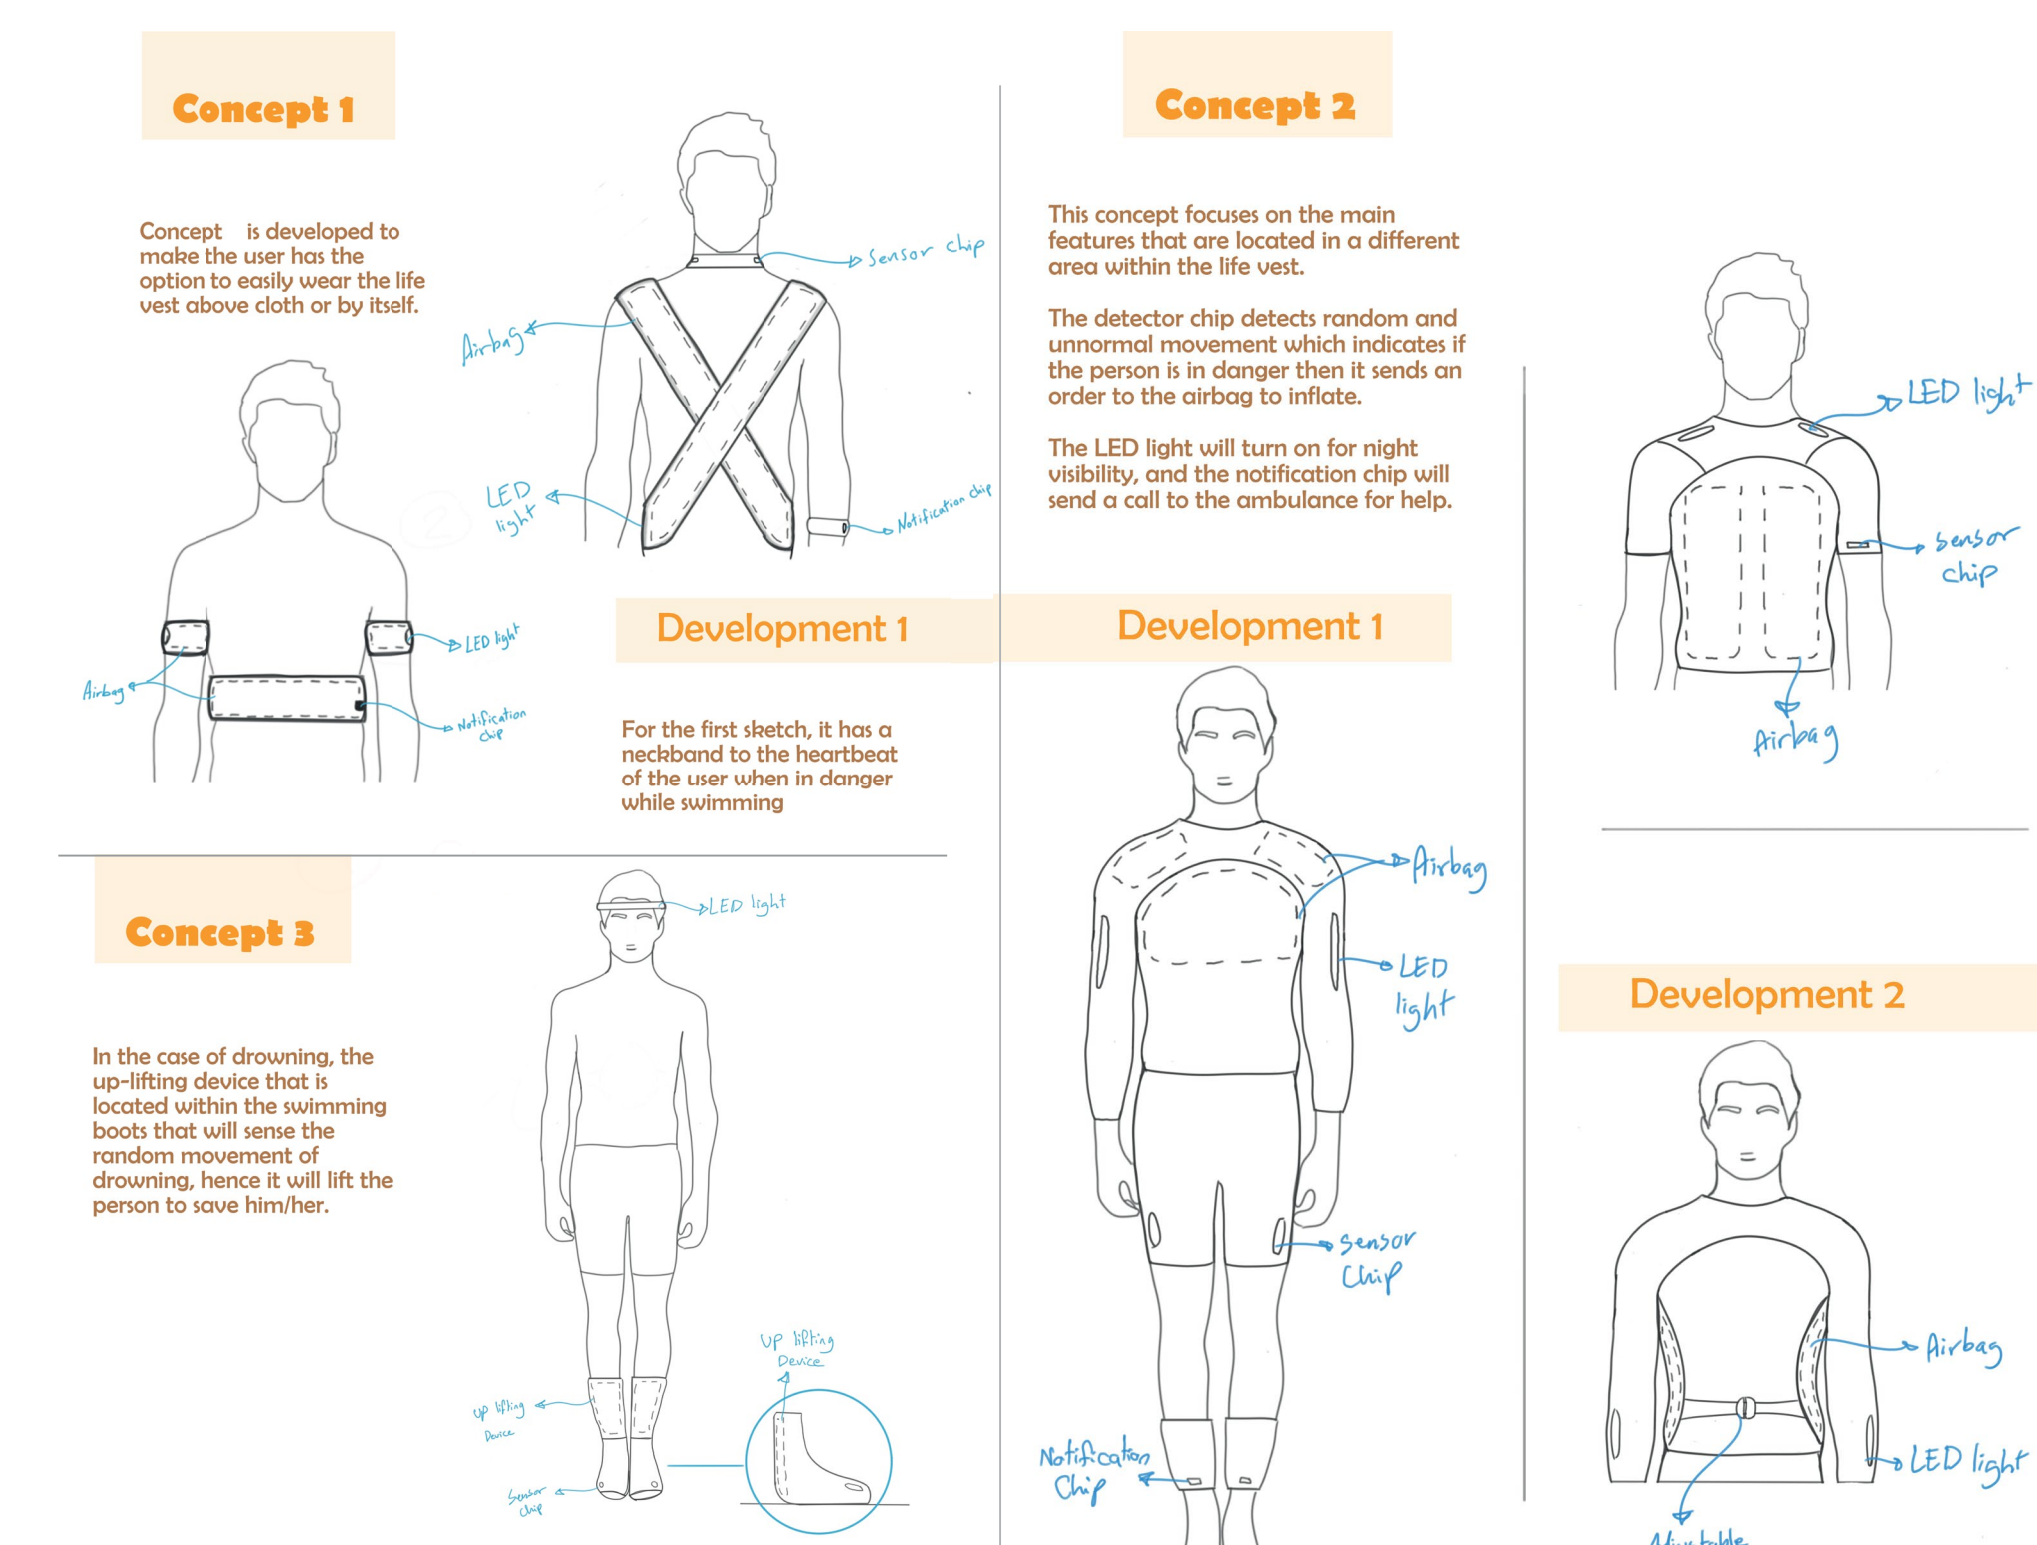 Concept 1
Concept is developed to
make the user has the
option to easily wear the life
vest above cloth or by itself.
Sensor chip
Airbag
LED
light
Notification chip
LED light
Airbag
Notification
chip
Development 1
For the first sketch, it has a
neckband to the heartbeat
of the user when in danger
while swimming
Concept 2
This concept focuses on the main
features that are located in a different
area within the life vest.
The detector chip detects random and
unnormal movement which indicates if
the person is in danger then it sends an
order to the airbag to inflate.
The LED light will turn on for night
visibility, and the notification chip will
send a call to the ambulance for help.
LED light
sensor
chip
Airbag
Development 1
Airbag
LED
light
Sensor
Chip
Notification
Chip
Development 2
Airbag
LED light
Concept 3
In the case of drowning, the
up-lifting device that is
located within the swimming
boots that will sense the
random movement of
drowning, hence it will lift the
person to save him/her.
LED light
UP lifting
Device
UP lifting
Device
Sensor
chip